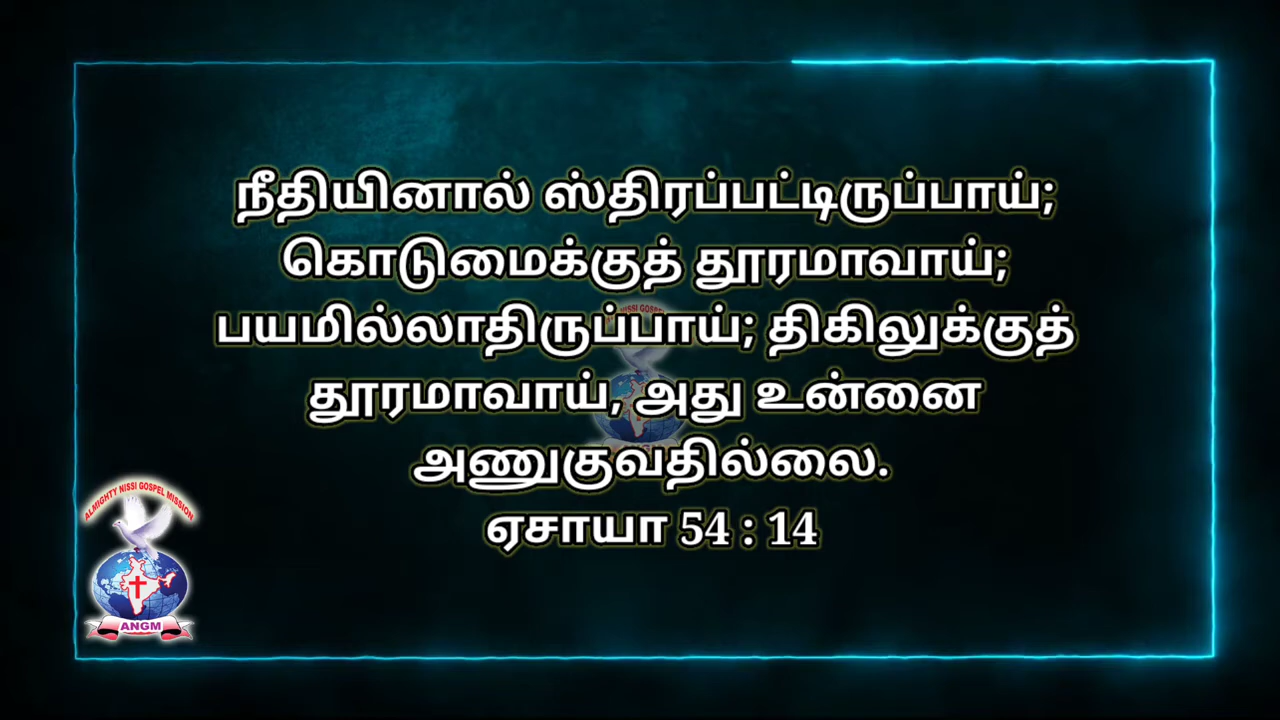 நீதியினால் ஸ்திரப்பட்டிருப்பாய்;
கொடுமைக்குத் தூரமாவாய்;
பயமில்லாதிருப்பாய்; திகிலுக்குத்
தூரமாவாய், அது உன்னை
அணுகுவதில்லை.
ஏசாயா 54 : 14
ALMIGHTY NISSI GOSPEL MISSION
ANGM